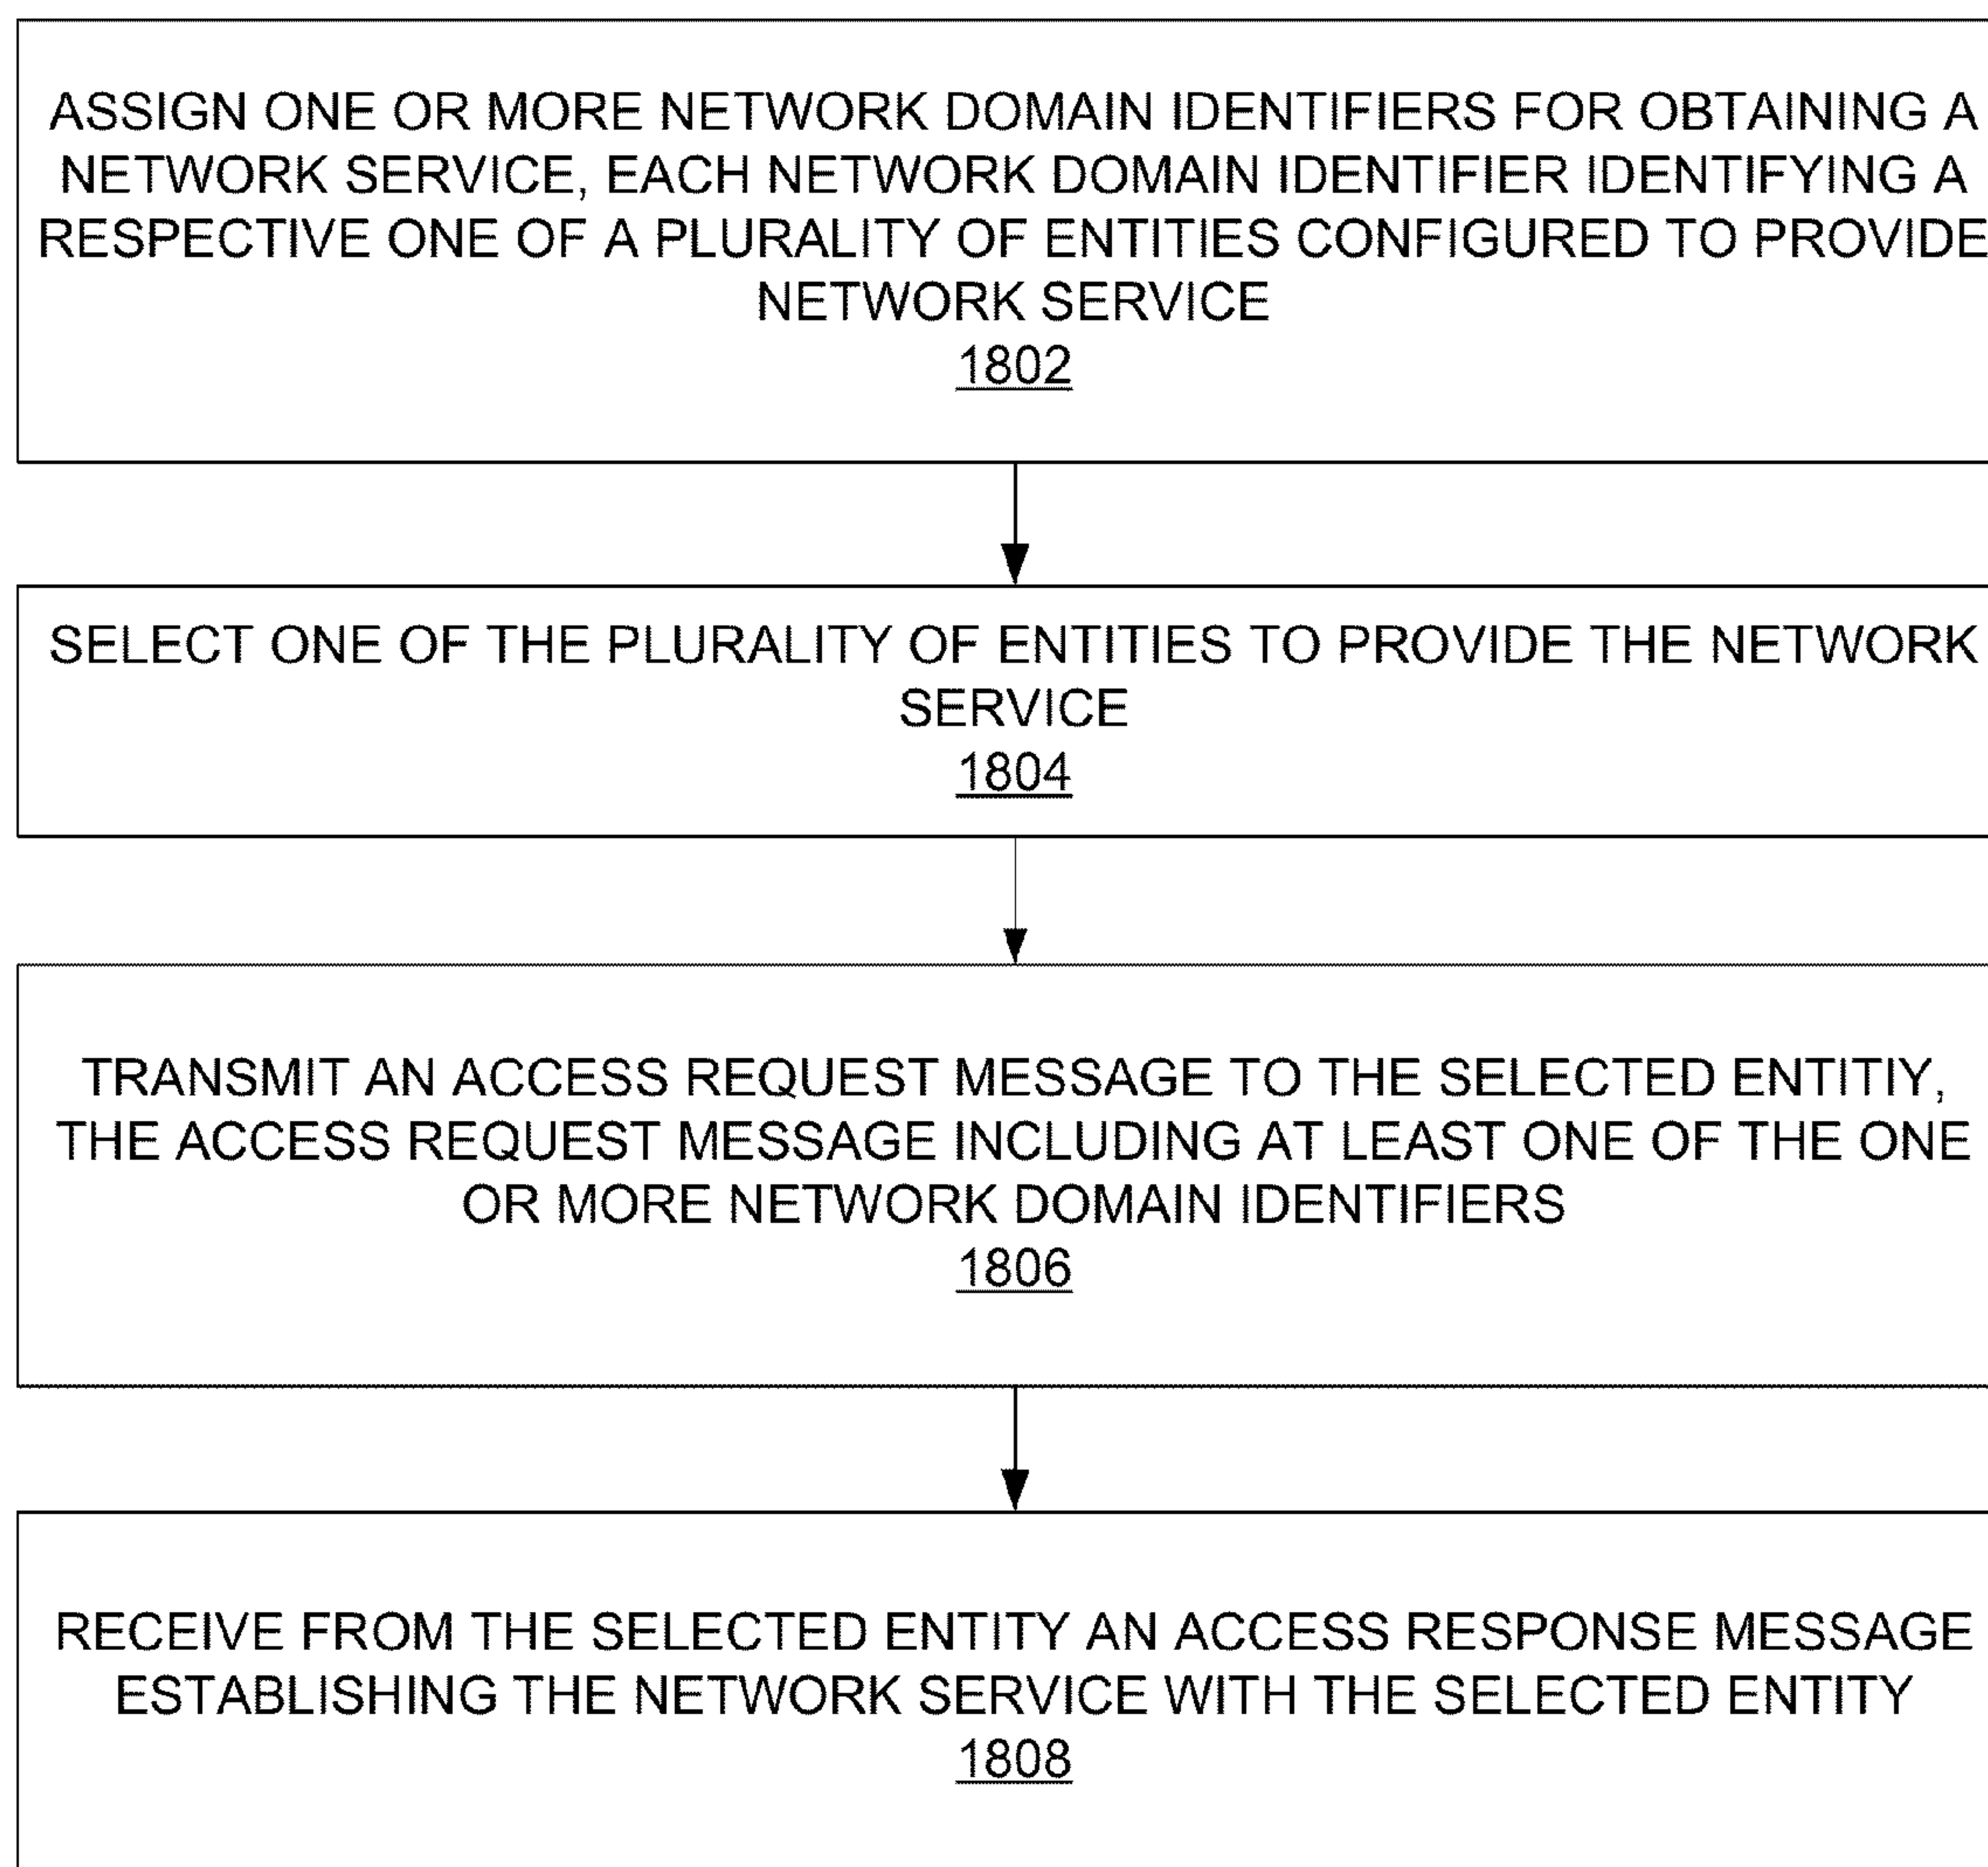 ASSIGN ONE OR MORE NETWORK DOMAIN IDENTIFIERS FOR OBTAINING A
NETWORK SERVICE, EACH NETWORK DOMAIN IDENTIFIER IDENTIFYING A
RESPECTIVE ONE OF A PLURALITY OF ENTITIES CONFIGURED TO PROVIDE
NETWORK SERVICE
1802
SELECT ONE OF THE PLURALITY OF ENTITIES TO PROVIDE THE NETWORK
SERVICE
1804
TRANSMIT AN ACCESS REQUEST MESSAGE TO THE SELECTED ENTITIY,
THE ACCESS REQUEST MESSAGE INCLUDING AT LEAST ONE OF THE ONE
OR MORE NETWORK DOMAIN IDENTIFIERS
1806
RECEIVE FROM THE SELECTED ENTITY AN ACCESS RESPONSE MESSAGE
ESTABLISHING THE NETWORK SERVICE WITH THE SELECTED ENTITY
1808